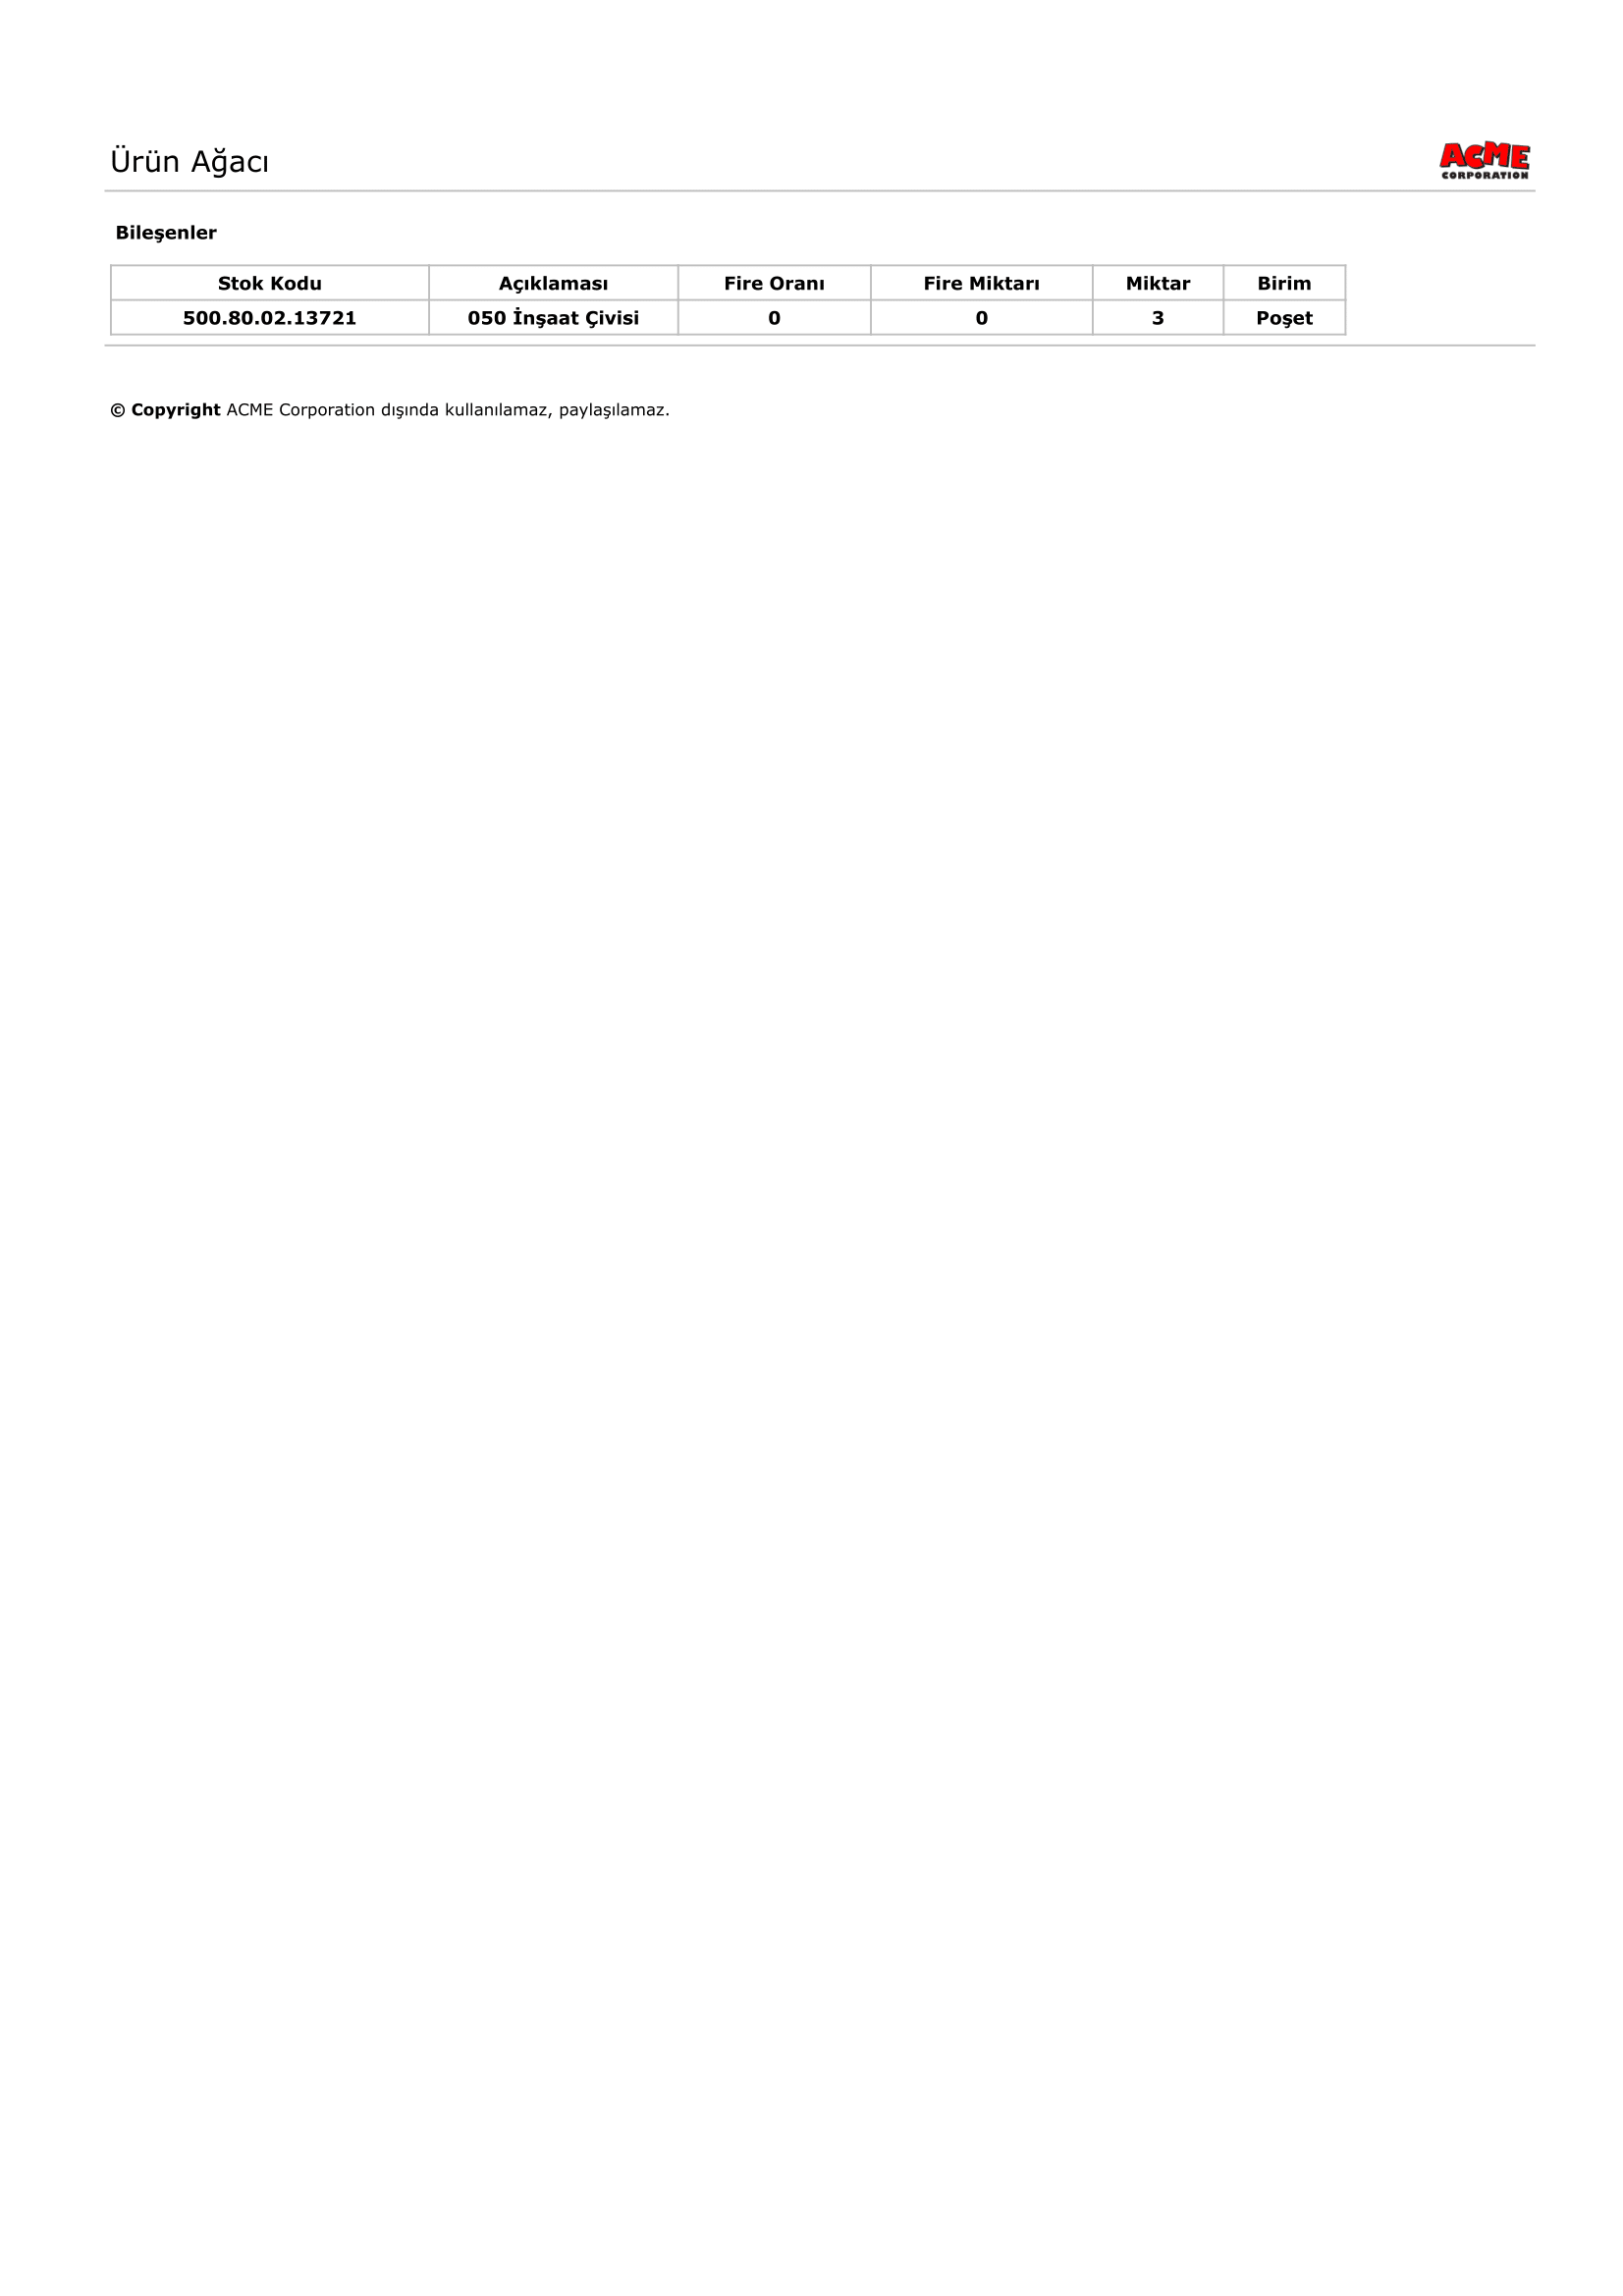 Ürün Ağacı
ACME
CORPORATION
Bileşenler
Stok Kodu Açıklaması Fire Oranı Fire Miktarı Miktar Birim
500.80.02.13721 050 İnşaat Çivisi 0 0 3 Poşet
© Copyright ACME Corporation dışında kullanılamaz, paylaşılamaz.